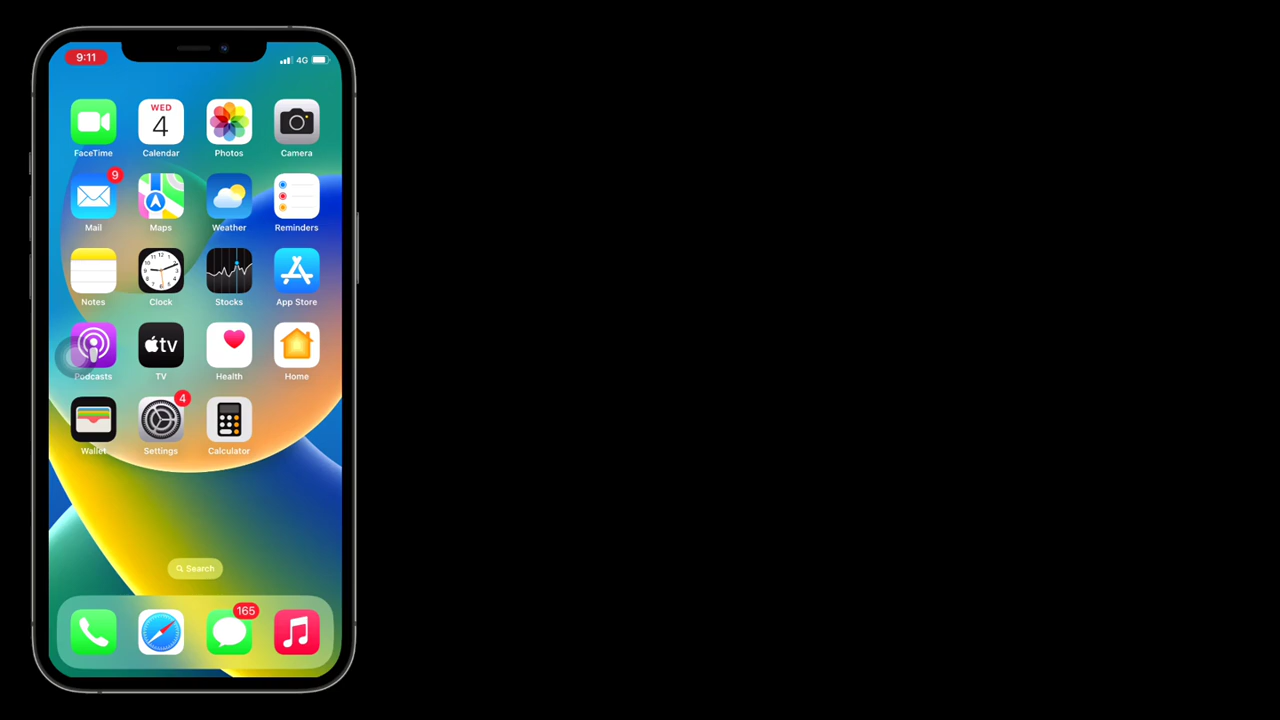 9:11
4G
WED
4
FaceTime
Calendar
Photos
Camera
9
Mail
Maps
Weather
Reminders
Notes
Clock
Stocks
App Store
tv
Podcasts
TV
Health
Home
4
Wallet
Settings
Calculator
Search
165